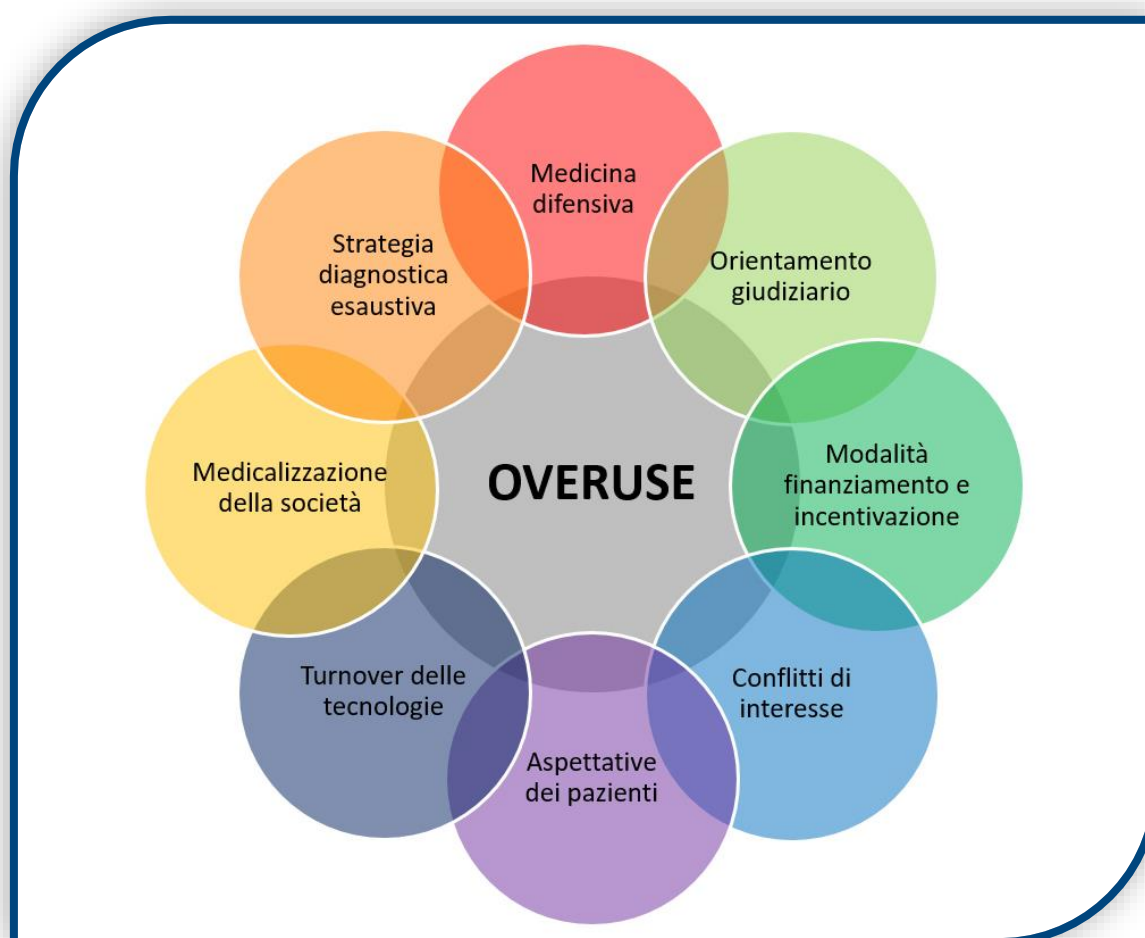 Medicina
difensiva
Orientamento
giudiziario
Modalità
finanziamento e
incentivazione
Conflitti di
interesse
Aspettative
dei pazienti
Turnover delle
tecnologie
Medicalizzazione
della società
Strategia
diagnostica
esaustiva
OVERUSE